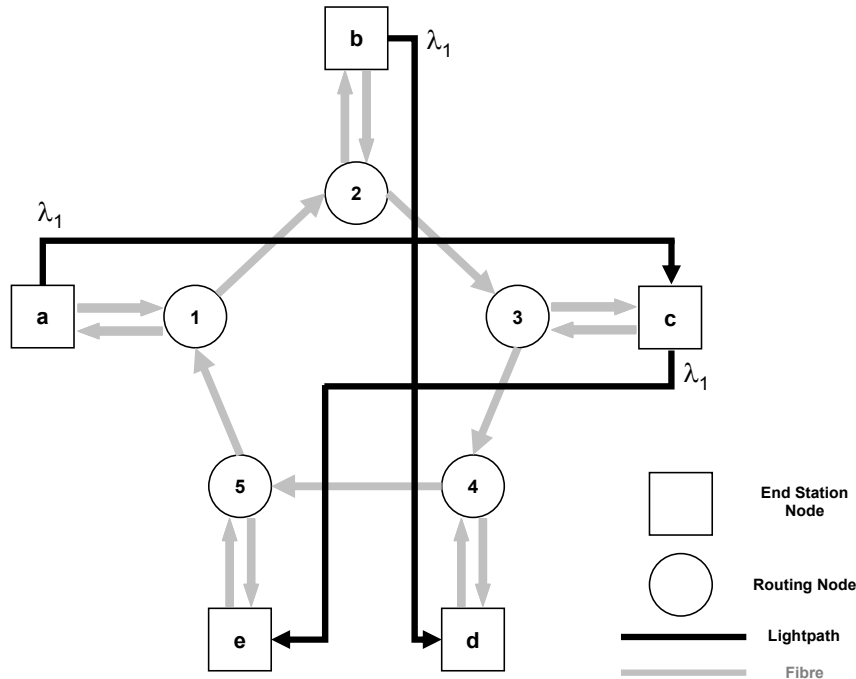 b
λ1
2
λ1
a
1
3
c
λ1
5
4
End Station
Node
e
d
Routing Node
Lightpath
Fibre